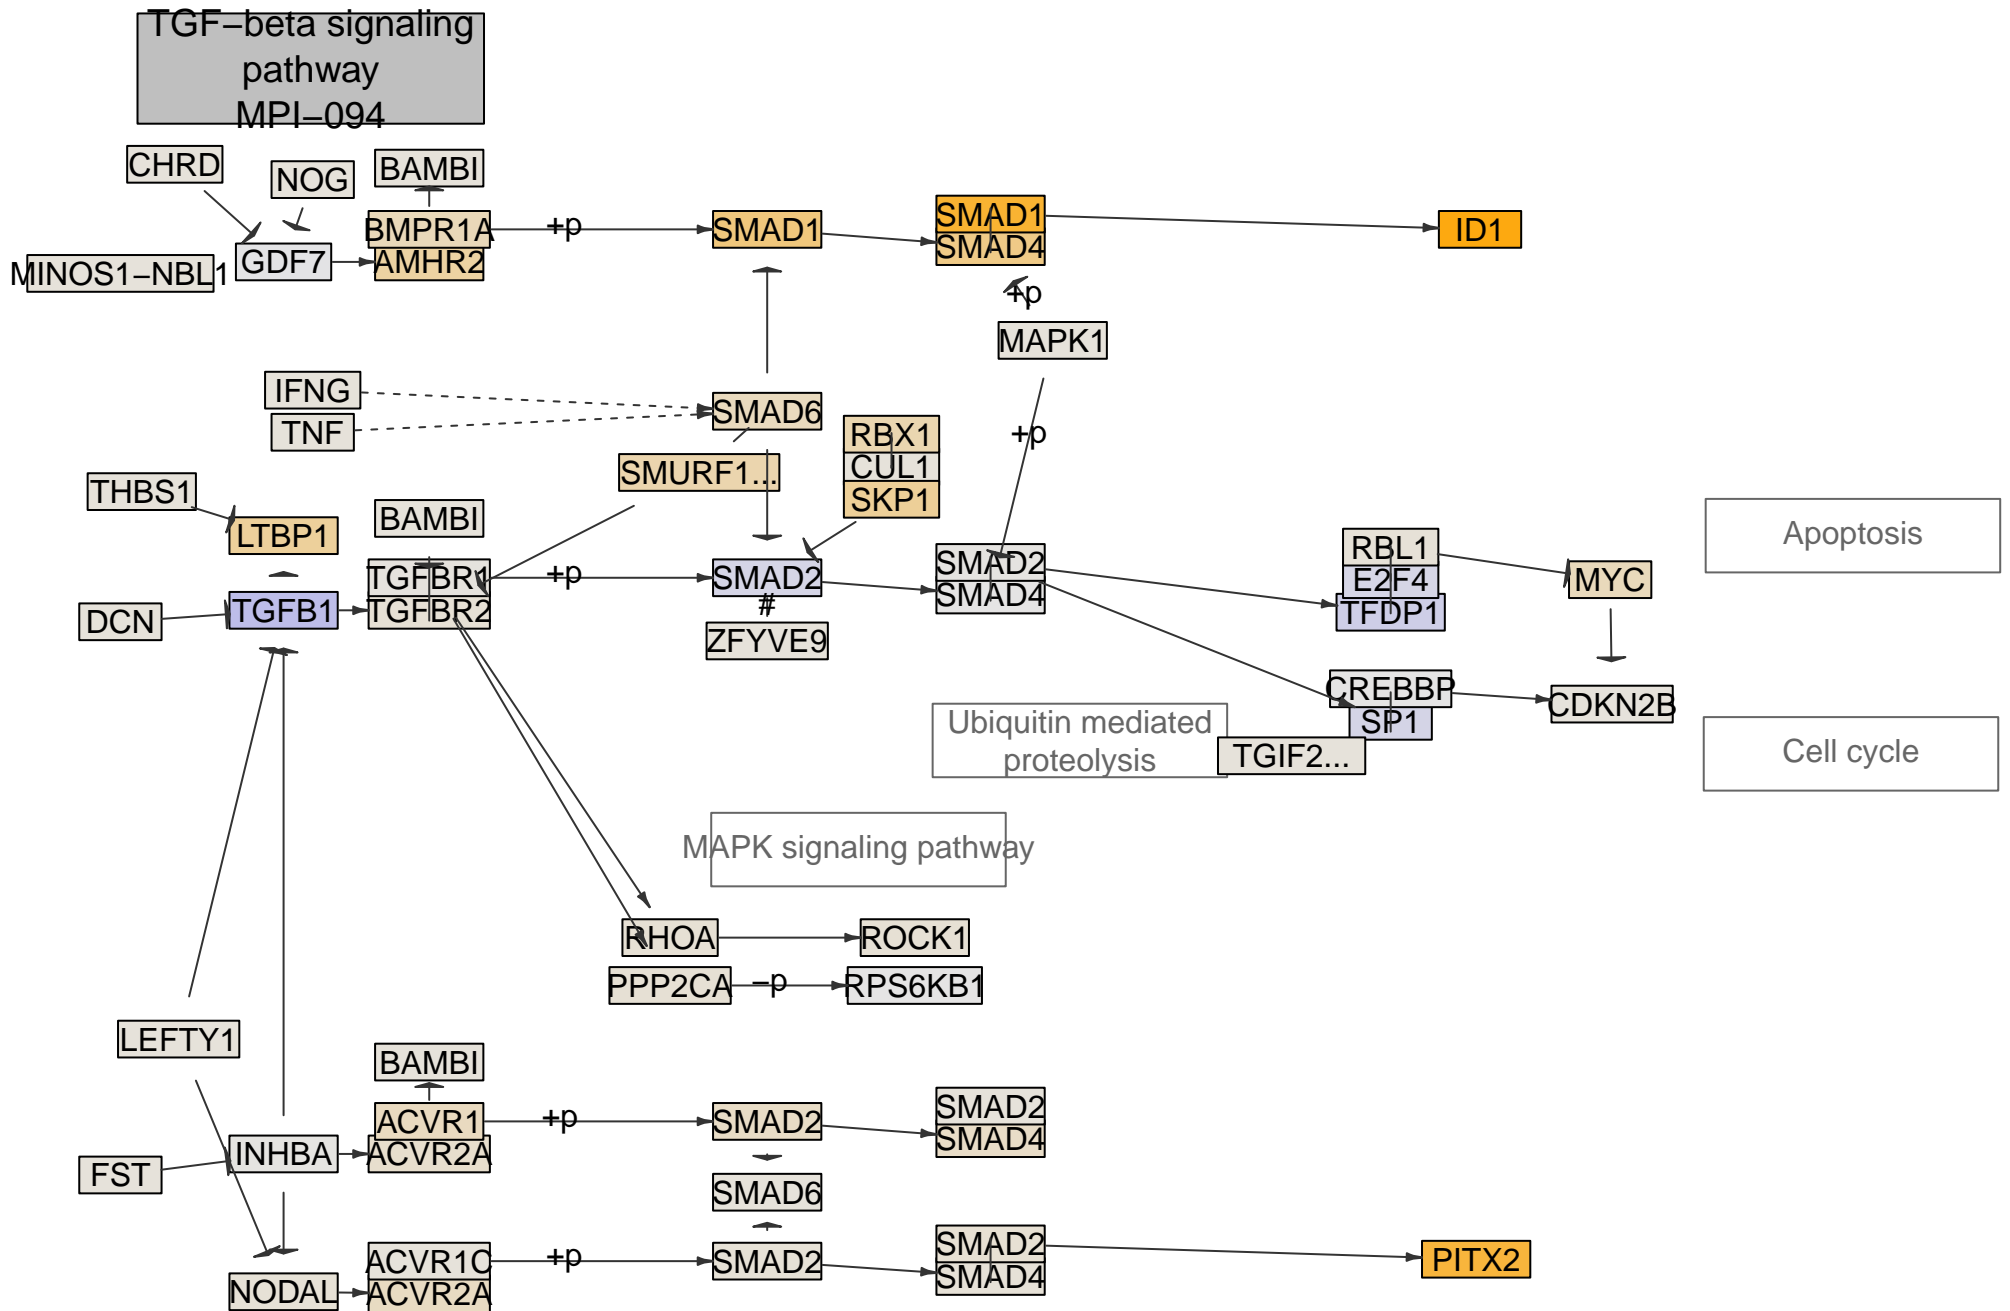 TGF−beta signaling
pathway
MPI−094
CHRD
NOG
BAMBI
BMPR1A
+p
SMAD1
SMAD1
ID1
MINOS1−NBL1
GDF7
AMHR2
SMAD4
+p
MAPK1
IFNG
SMAD6
TNF
RBX1
+p
SMURF1...
CUL1
THBS1
SKP1
BAMBI
LTBP1
Apoptosis
RBL1
TGFBR1
+p
SMAD2
SMAD2
E2F4
MYC
DCN
TGFB1
TGFBR2
#
SMAD4
TFDP1
ZFYVE9
CREBBP
CDKN2B
Ubiquitin mediated
proteolysis
SP1
TGIF2...
Cell cycle
MAPK signaling pathway
RHOA
ROCK1
PPP2CA
−p
RPS6KB1
LEFTY1
BAMBI
ACVR1
+p
SMAD2
SMAD2
FST
INHBA
ACVR2A
SMAD4
SMAD6
ACVR1C
+p
SMAD2
SMAD2
PITX2
NODAL
ACVR2A
SMAD4